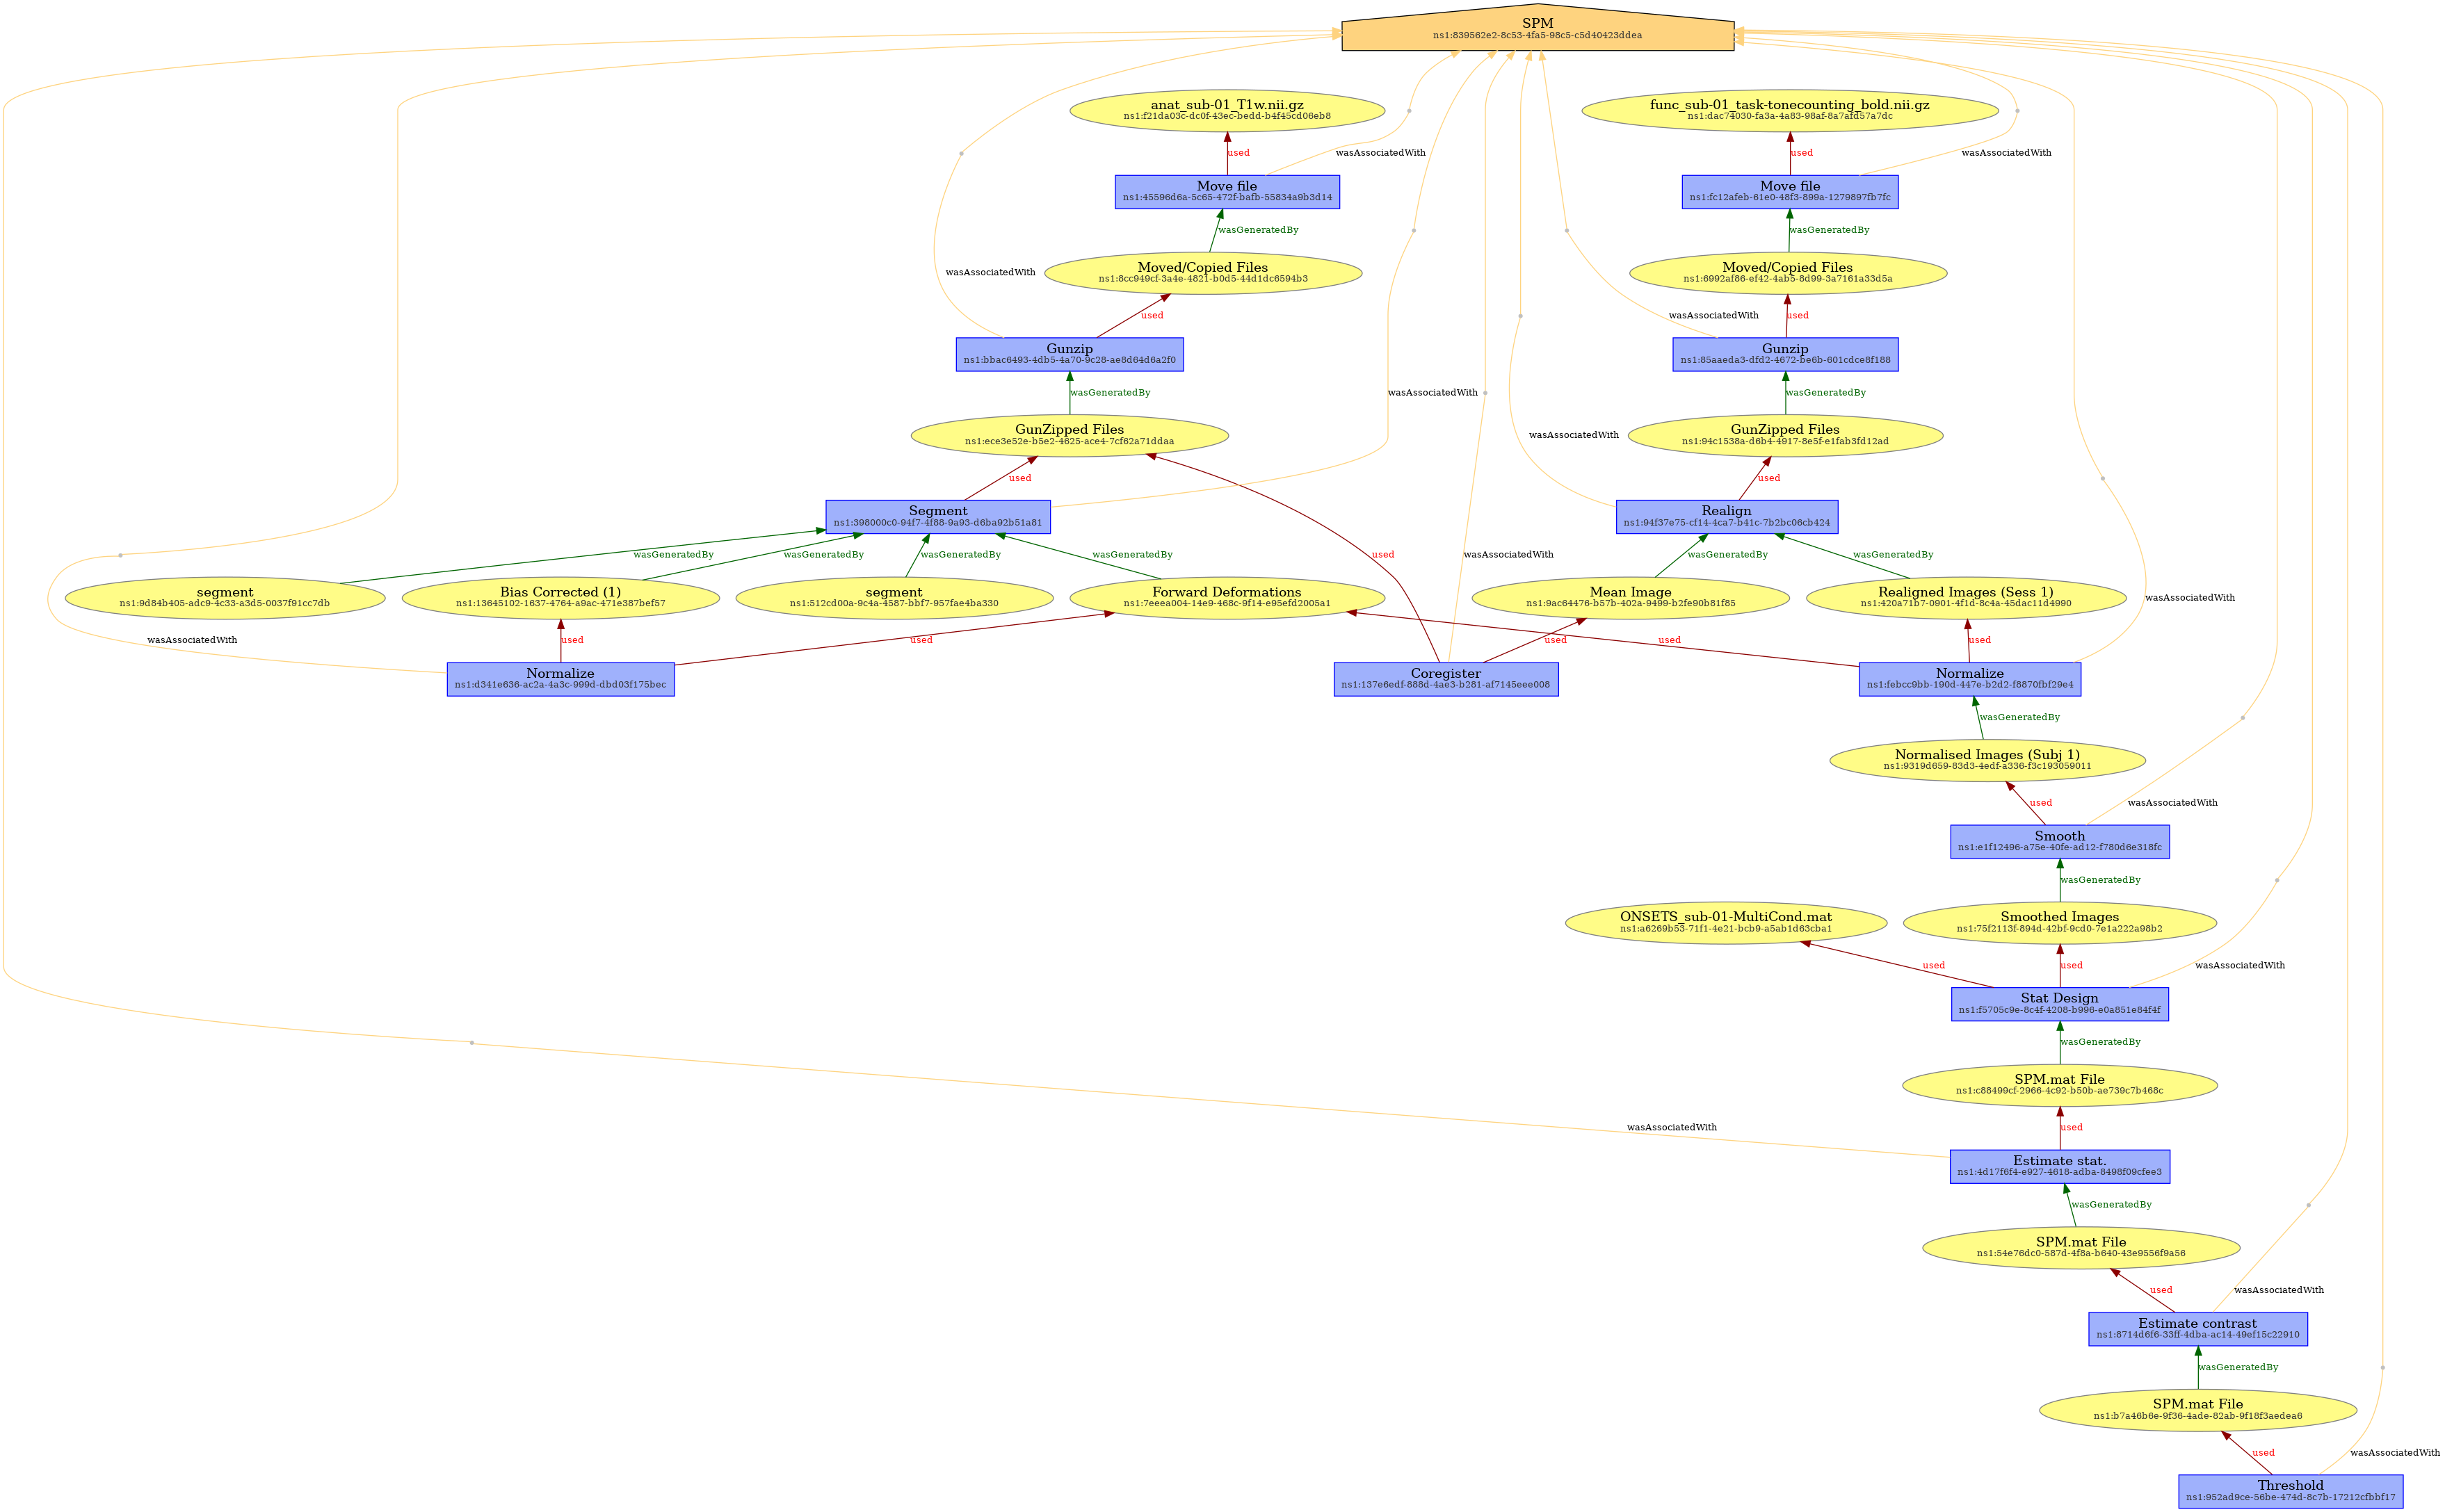 SPM
ns1:839562e2-8c53-4fa5-98c5-c5d40423ddea
anat_sub-01_T1w.nii.gz
ns1:f21da03c-dc0f-43ec-bedd-b4f45cd06eb8
func_sub-01_task-tonecounting_bold.nii.gz
ns1:dac74030-fa3a-4a83-98af-8a7afd57a7dc
used
wasAssociatedWith
used
wasAssociatedWith
Move file
ns1:45596d6a-5c65-472f-bafb-55834a9b3d14
Move file
ns1:fc12afeb-61e0-48f3-899a-1279897fb7fc
wasGeneratedBy
wasGeneratedBy
wasAssociatedWith
Moved/Copied Files
ns1:8cc949cf-3a4e-4821-b0d5-44d1dc6594b3
Moved/Copied Files
ns1:6992af86-ef42-4ab5-8d99-3a7161a33d5a
used
wasAssociatedWith
used
Gunzip
ns1:bbac6493-4db5-4a70-9c28-ae8d64d6a2f0
Gunzip
ns1:85aaeda3-dfd2-4672-be6b-601cdce8f188
wasGeneratedBy
wasAssociatedWith
wasGeneratedBy
GunZipped Files
ns1:ece3e52e-b5e2-4625-ace4-7cf62a71ddaa
wasAssociatedWith
GunZipped Files
ns1:94c1538a-d6b4-4917-8e5f-e1fab3fd12ad
used
used
Segment
ns1:398000c0-94f7-4f88-9a93-d6ba92b51a81
Realign
ns1:94f37e75-cf14-4ca7-b41c-7b2bc06cb424
wasGeneratedBy
wasGeneratedBy
wasGeneratedBy
wasGeneratedBy
used
wasAssociatedWith
wasGeneratedBy
wasGeneratedBy
segment
ns1:9d84b405-adc9-4c33-a3d5-0037f91cc7db
Bias Corrected (1)
ns1:13645102-1637-4764-a9ac-471e387bef57
segment
ns1:512cd00a-9c4a-4587-bbf7-957fae4ba330
Forward Deformations
ns1:7eeea004-14e9-468c-9f14-e95efd2005a1
Mean Image
ns1:9ac64476-b57b-402a-9499-b2fe90b81f85
Realigned Images (Sess 1)
ns1:420a71b7-0901-4f1d-8c4a-45dac11d4990
wasAssociatedWith
wasAssociatedWith
used
used
used
used
used
Normalize
ns1:d341e636-ac2a-4a3c-999d-dbd03f175bec
Coregister
ns1:137e6edf-888d-4ae3-b281-af7145eee008
Normalize
ns1:febcc9bb-190d-447e-b2d2-f8870fbf29e4
wasGeneratedBy
Normalised Images (Subj 1)
ns1:9319d659-83d3-4edf-a336-f3c193059011
used
wasAssociatedWith
Smooth
ns1:e1f12496-a75e-40fe-ad12-f780d6e318fc
wasGeneratedBy
ONSETS_sub-01-MultiCond.mat
ns1:a6269b53-71f1-4e21-bcb9-a5ab1d63cba1
Smoothed Images
ns1:75f2113f-894d-42bf-9cd0-7e1a222a98b2
used
used
wasAssociatedWith
Stat Design
ns1:f5705c9e-8c4f-4208-b996-e0a851e84f4f
wasGeneratedBy
SPM.mat File
ns1:c88499cf-2966-4c92-b50b-ae739c7b468c
wasAssociatedWith
used
Estimate stat.
ns1:4d17f6f4-e927-4618-adba-8498f09cfee3
wasGeneratedBy
SPM.mat File
ns1:54e76dc0-587d-4f8a-b640-43e9556f9a56
used
wasAssociatedWith
Estimate contrast
ns1:8714d6f6-33ff-4dba-ac14-49ef15c22910
wasGeneratedBy
SPM.mat File
ns1:b7a46b6e-9f36-4ade-82ab-9f18f3aedea6
used
wasAssociatedWith
Threshold
ns1:952ad9ce-56be-474d-8c7b-17212cfbbf17